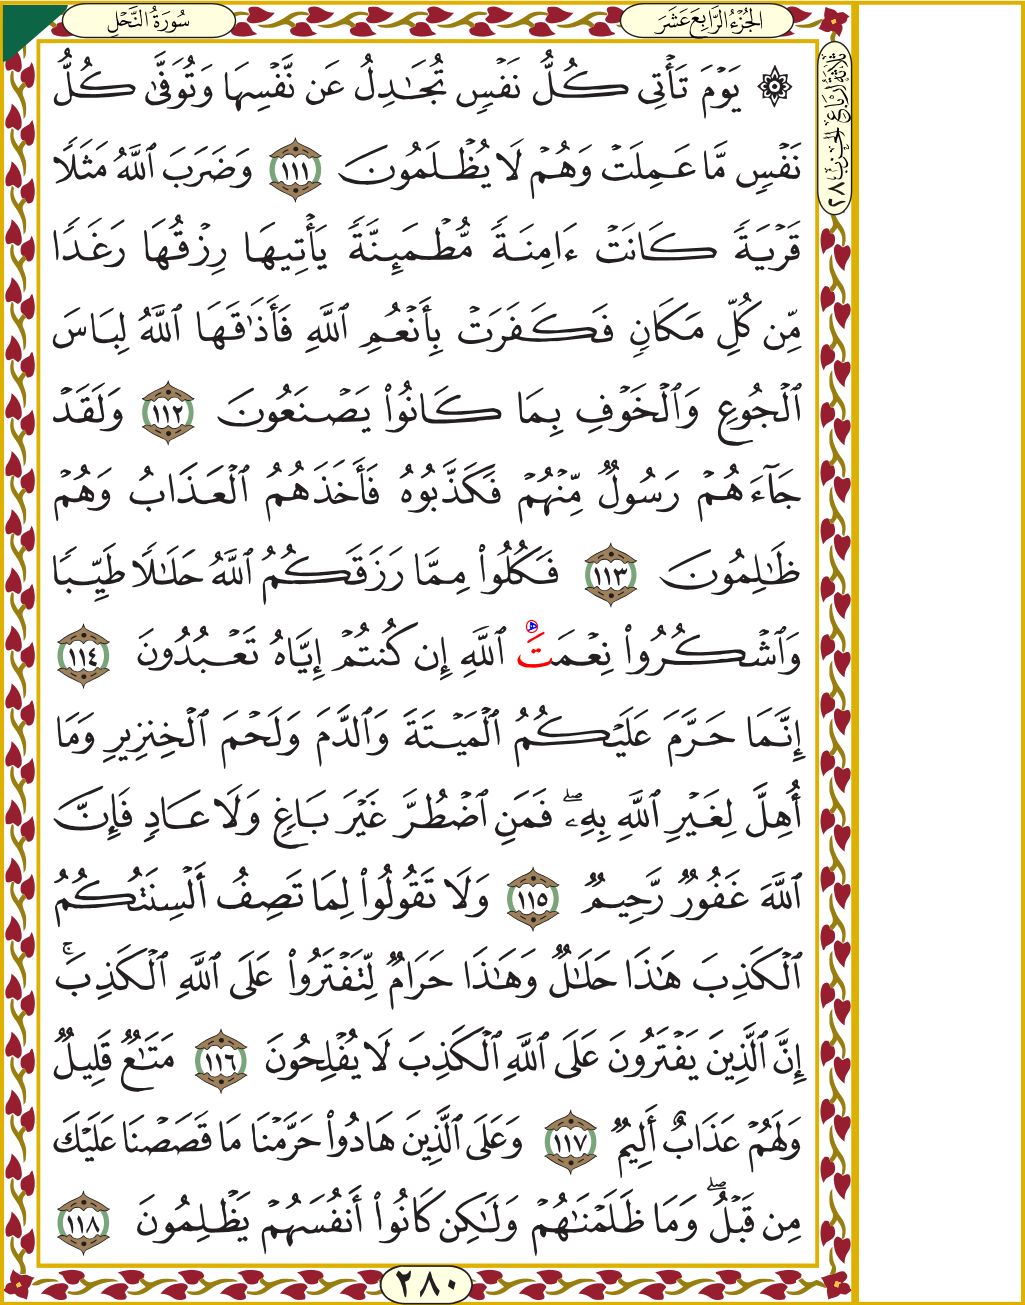 الجُزْءُ الرَّابِعَ عَشَرَ
سُورَةُ النَّحْلِ
ثَلَاثَةُ أَرْبَاعِ الحِزْبِ ٢٨
۞ يَوْمَ تَأْتِي كُلُّ نَفْسٍ تُجَٰدِلُ عَن نَّفْسِهَا وَتُوَفَّىٰ كُلُّ
نَفْسٍ مَّا عَمِلَتْ وَهُمْ لَا يُظْلَمُونَ ١١١ وَضَرَبَ ٱللَّهُ مَثَلًا
قَرْيَةً كَانَتْ ءَامِنَةً مُّطْمَئِنَّةً يَأْتِيهَا رِزْقُهَا رَغَدًا
مِّن كُلِّ مَكَانٍ فَكَفَرَتْ بِأَنْعُمِ ٱللَّهِ فَأَذَٰقَهَا ٱللَّهُ لِبَاسَ
ٱلْجُوعِ وَٱلْخَوْفِ بِمَا كَانُوا۟ يَصْنَعُونَ ١١٢ وَلَقَدْ
جَآءَهُمْ رَسُولٌ مِّنْهُمْ فَكَذَّبُوهُ فَأَخَذَهُمُ ٱلْعَذَابُ وَهُمْ
ظَٰلِمُونَ ١١٣ فَكُلُوا۟ مِمَّا رَزَقَكُمُ ٱللَّهُ حَلَٰلًا طَيِّبًا
وَٱشْكُرُوا۟ نِعْمَتَ ٱللَّهِ إِن كُنتُمْ إِيَّاهُ تَعْبُدُونَ ١١٤
إِنَّمَا حَرَّمَ عَلَيْكُمُ ٱلْمَيْتَةَ وَٱلدَّمَ وَلَحْمَ ٱلْخِنزِيرِ وَمَا
أُهِلَّ لِغَيْرِ ٱللَّهِ بِهِۦۖ فَمَنِ ٱضْطُرَّ غَيْرَ بَاغٍ وَلَا عَادٍ فَإِنَّ
ٱللَّهَ غَفُورٌ رَّحِيمٌ ١١٥ وَلَا تَقُولُوا۟ لِمَا تَصِفُ أَلْسِنَتُكُمُ
ٱلْكَذِبَ هَٰذَا حَلَٰلٌ وَهَٰذَا حَرَامٌ لِّتَفْتَرُوا۟ عَلَى ٱللَّهِ ٱلْكَذِبَۚ
إِنَّ ٱلَّذِينَ يَفْتَرُونَ عَلَى ٱللَّهِ ٱلْكَذِبَ لَا يُفْلِحُونَ ١١٦ مَتَٰعٌ قَلِيلٌ
وَلَهُمْ عَذَابٌ أَلِيمٌ ١١٧ وَعَلَى ٱلَّذِينَ هَادُوا۟ حَرَّمْنَا مَا قَصَصْنَا عَلَيْكَ
مِن قَبْلُۖ وَمَا ظَلَمْنَٰهُمْ وَلَٰكِن كَانُوٓا۟ أَنفُسَهُمْ يَظْلِمُونَ ١١٨
٢٨٠